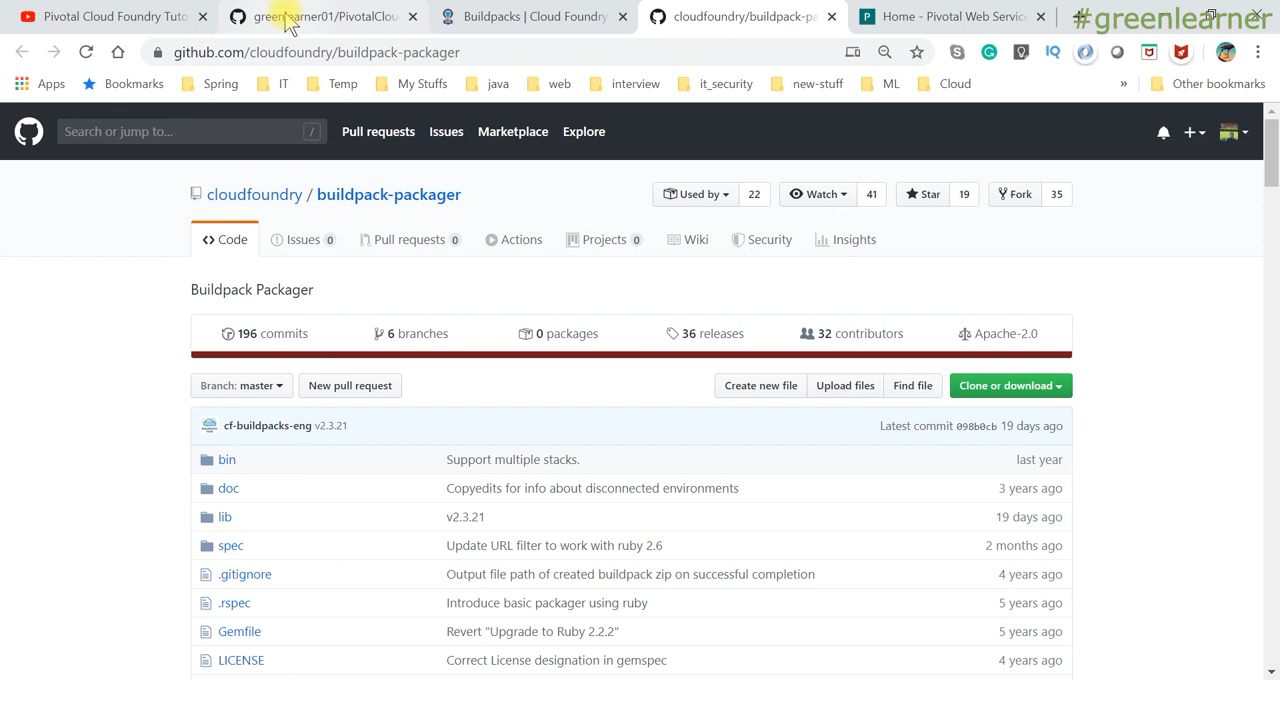 Pivotal Cloud Foundry Tuto
greenlearner01/PivotalClou
Buildpacks | Cloud Foundry
cloudfoundry/buildpack-p
Home - Pivotal Web Service
#greenlearner
github.com/cloudfoundry/buildpack-packager
Apps Bookmarks Spring IT Temp My Stuffs java web interview it_security new-stuff ML Cloud » Other bookmarks
Search or jump to... / Pull requests Issues Marketplace Explore
cloudfoundry / buildpack-packager Used by 22 Watch 41 Star 19 Fork 35
Code Issues 0 Pull requests 0 Actions Projects 0 Wiki Security Insights
Buildpack Packager
196 commits 6 branches 0 packages 36 releases 32 contributors Apache-2.0
Branch: master New pull request Create new file Upload files Find file Clone or download
cf-buildpacks-eng v2.3.21 Latest commit 098b0cb 19 days ago
bin Support multiple stacks. last year
doc Copyedits for info about disconnected environments 3 years ago
lib v2.3.21 19 days ago
spec Update URL filter to work with ruby 2.6 2 months ago
.gitignore Output file path of created buildpack zip on successful completion 4 years ago
.rspec Introduce basic packager using ruby 5 years ago
Gemfile Revert "Upgrade to Ruby 2.2.2" 5 years ago
LICENSE Correct License designation in gemspec 4 years ago